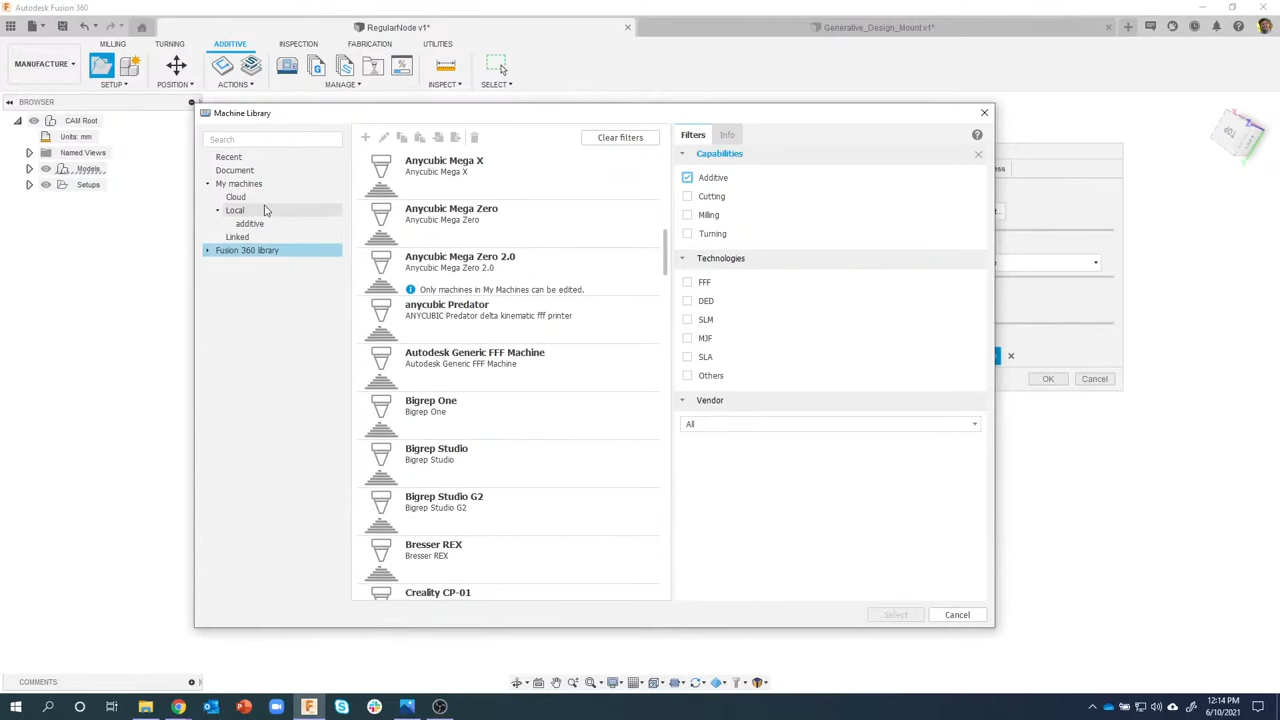 Autodesk Fusion 360
RegularNode v1*
Generative_Design_Mount v1*
MANUFACTURE
MILLING
TURNING
ADDITIVE
INSPECTION
FABRICATION
UTILITIES
SETUP
POSITION
ACTIONS
MANAGE
INSPECT
SELECT
BROWSER
CAM Root
Units: mm
Named Views
Models
Setups
Machine Library
Search
Recent
Description
My machines
Cloud
Local
additive
Linked
Fusion 360 library
Clear filters
Anycubic Mega X
Anycubic Mega X
Anycubic Mega Zero
Anycubic Mega Zero
Anycubic Mega Zero 2.0
Anycubic Mega Zero 2.0
Only machines in My Machines can be edited.
anycubic Predator
ANYCUBIC Predator delta kinematic fff printer
Autodesk Generic FFF Machine
Autodesk Generic FFF Machine
Bigrep One
Bigrep One
Bigrep Studio
Bigrep Studio
Bigrep Studio G2
Bigrep Studio G2
Bresser REX
Bresser REX
Creality CP-01
Filters
Info
Capabilities
Additive
Cutting
Milling
Turning
Technologies
FFF
DED
SLM
MJF
SLA
Others
Vendor
All
Select
Cancel
ss
OK
Cancel
COMMENTS
12:14 PM
6/10/2021